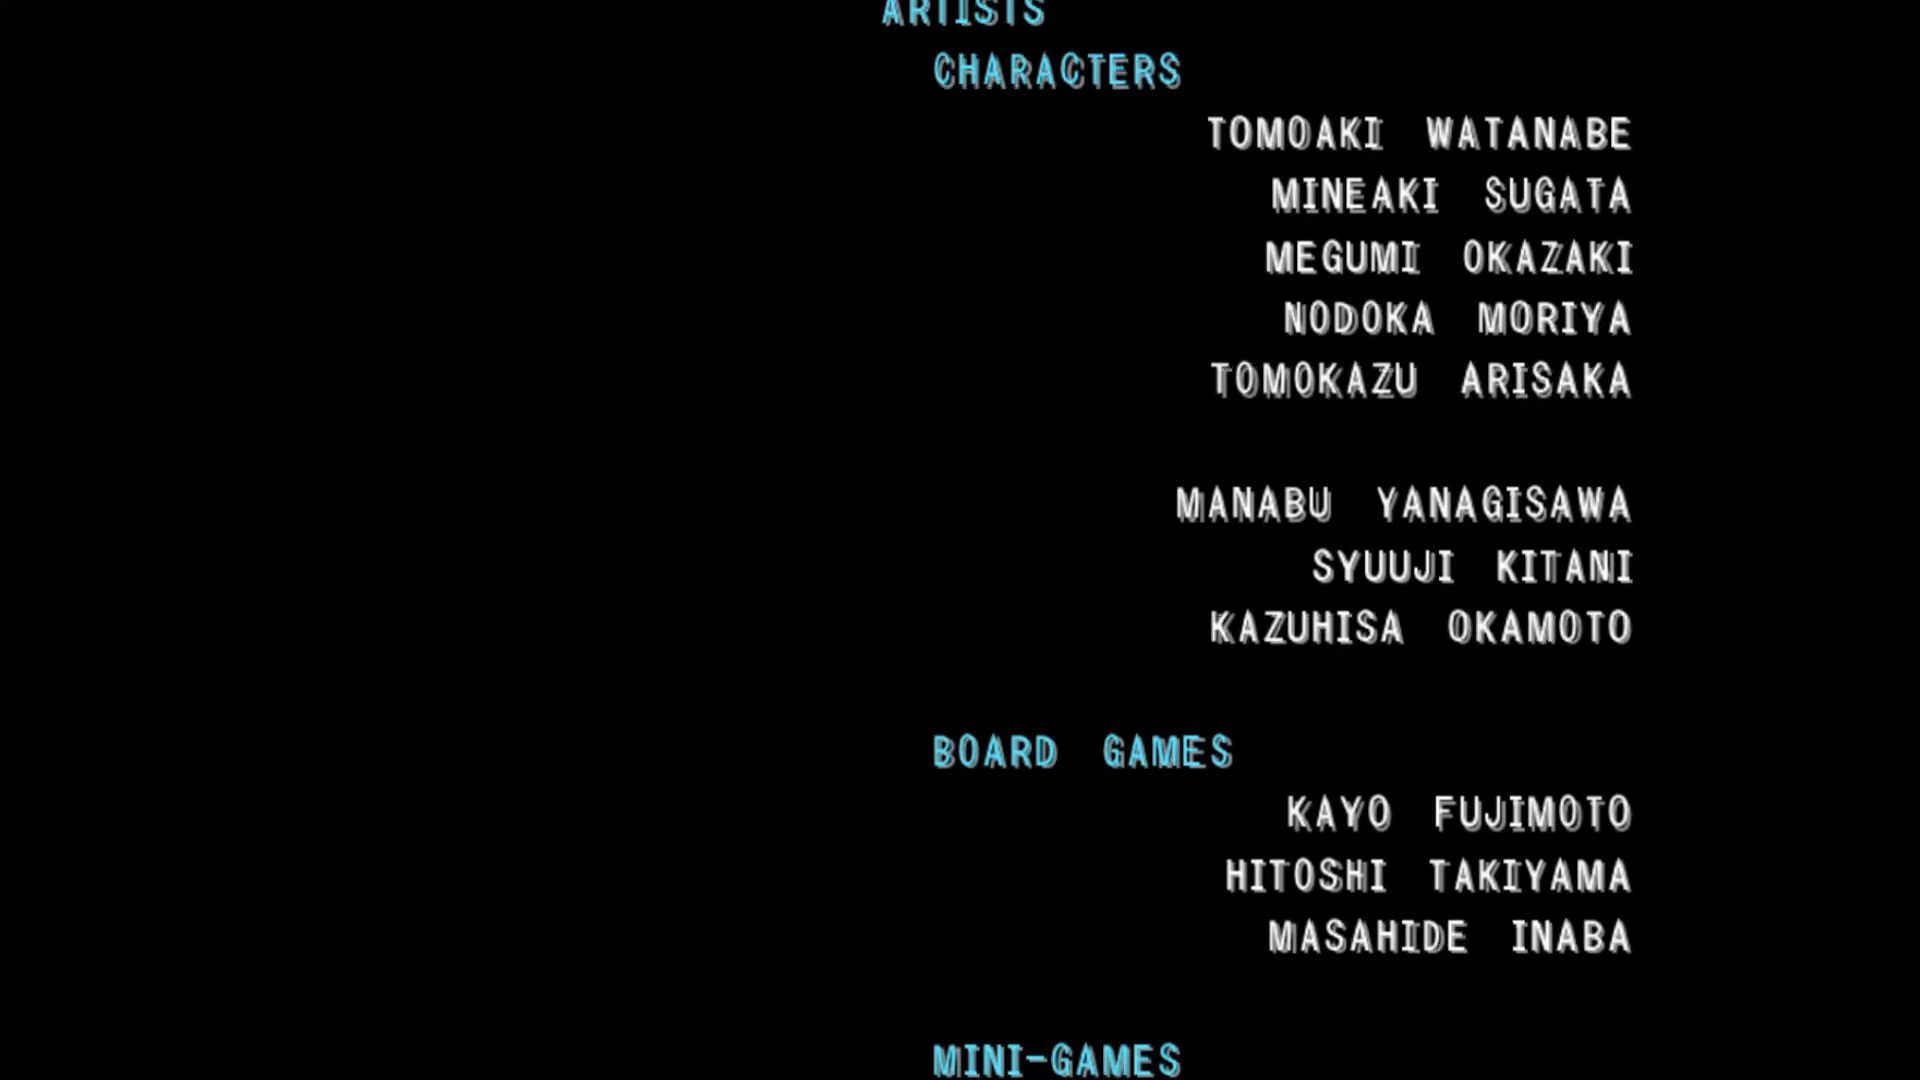 ARTISTS
CHARACTERS
TOMOAKI WATANABE
MINEAKI SUGATA
MEGUMI OKAZAKI
NODOKA MORIYA
TOMOKAZU ARISAKA
MANABU YANAGISAWA
SYUUJI KITANI
KAZUHISA OKAMOTO
BOARD GAMES
KAYO FUJIMOTO
HITOSHI TAKIYAMA
MASAHIDE INABA
MINI-GAMES